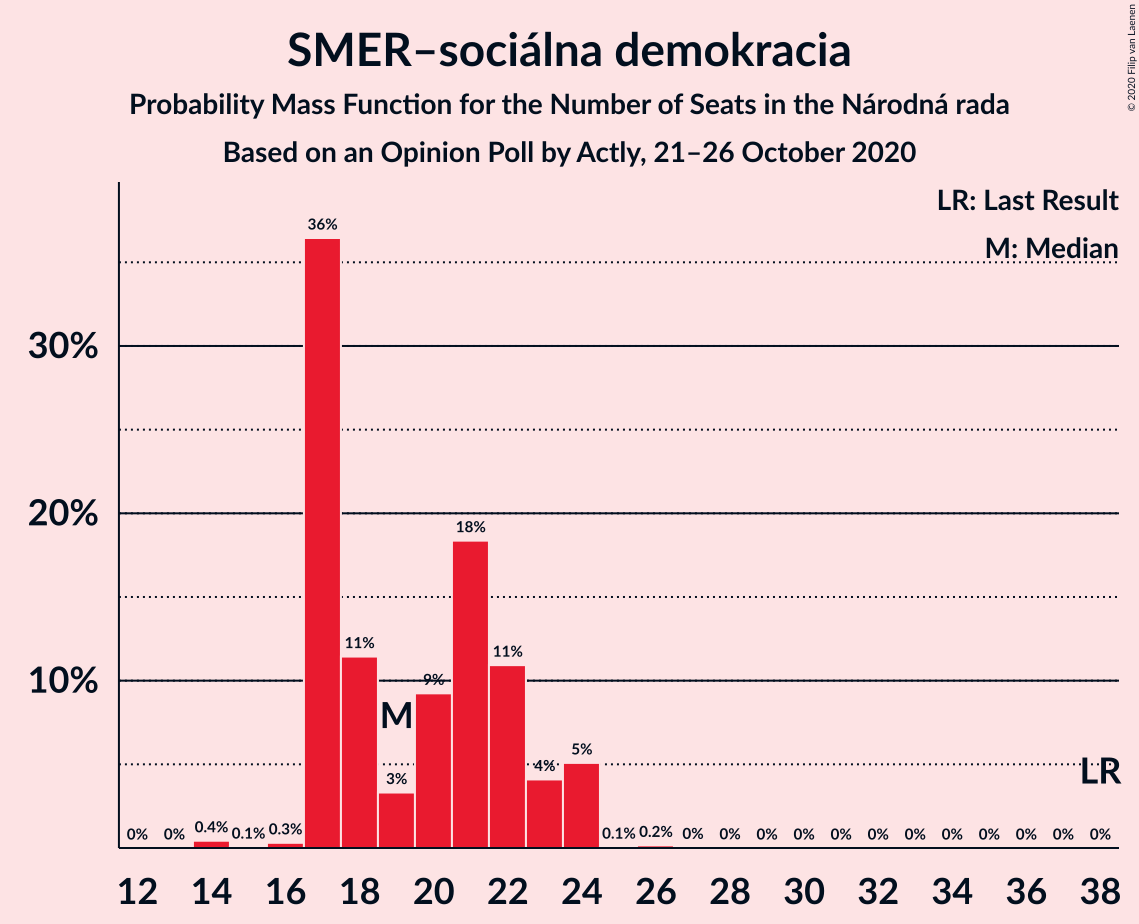 SMER–sociálna demokracia
Probability Mass Function for the Number of Seats in the Národná rada
Based on an Opinion Poll by Actly, 21–26 October 2020
© 2020 Filip van Laenen
LR: Last Result
M: Median
30%
20%
10%
0% 0% 0.4% 0.1% 0.3% 36% 11% 3% 9% 18% 11% 4% 5% 0.1% 0.2% 0% 0% 0% 0% 0% 0% 0% 0% 0% 0% 0% 0%
M
LR
12 14 16 18 20 22 24 26 28 30 32 34 36 38